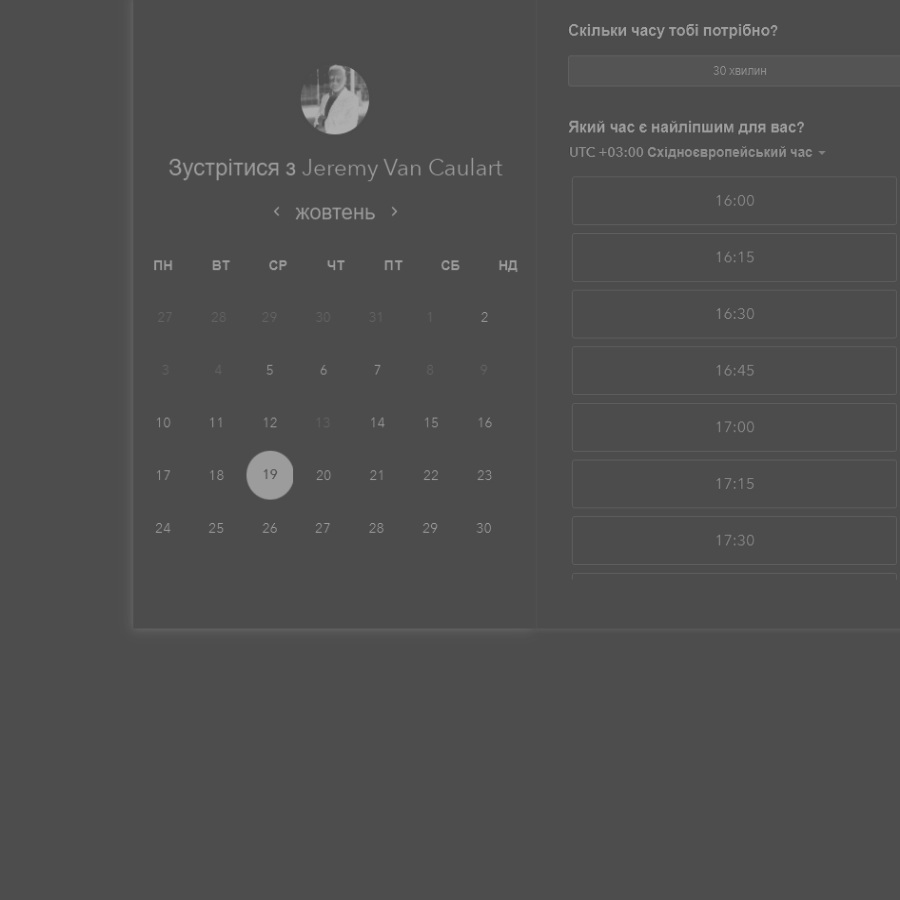 Зустрітися з Jeremy Van Caulart
жовтень
ПН ВТ СР ЧТ ПТ СБ НД
27 28 29 30 31 1 2
3 4 5 6 7 8 9
10 11 12 13 14 15 16
17 18 19 20 21 22 23
24 25 26 27 28 29 30
Скільки часу тобі потрібно?
30 хвилин
Який час є найліпшим для вас?
UTC +03:00 Східноєвропейський час
16:00
16:15
16:30
16:45
17:00
17:15
17:30